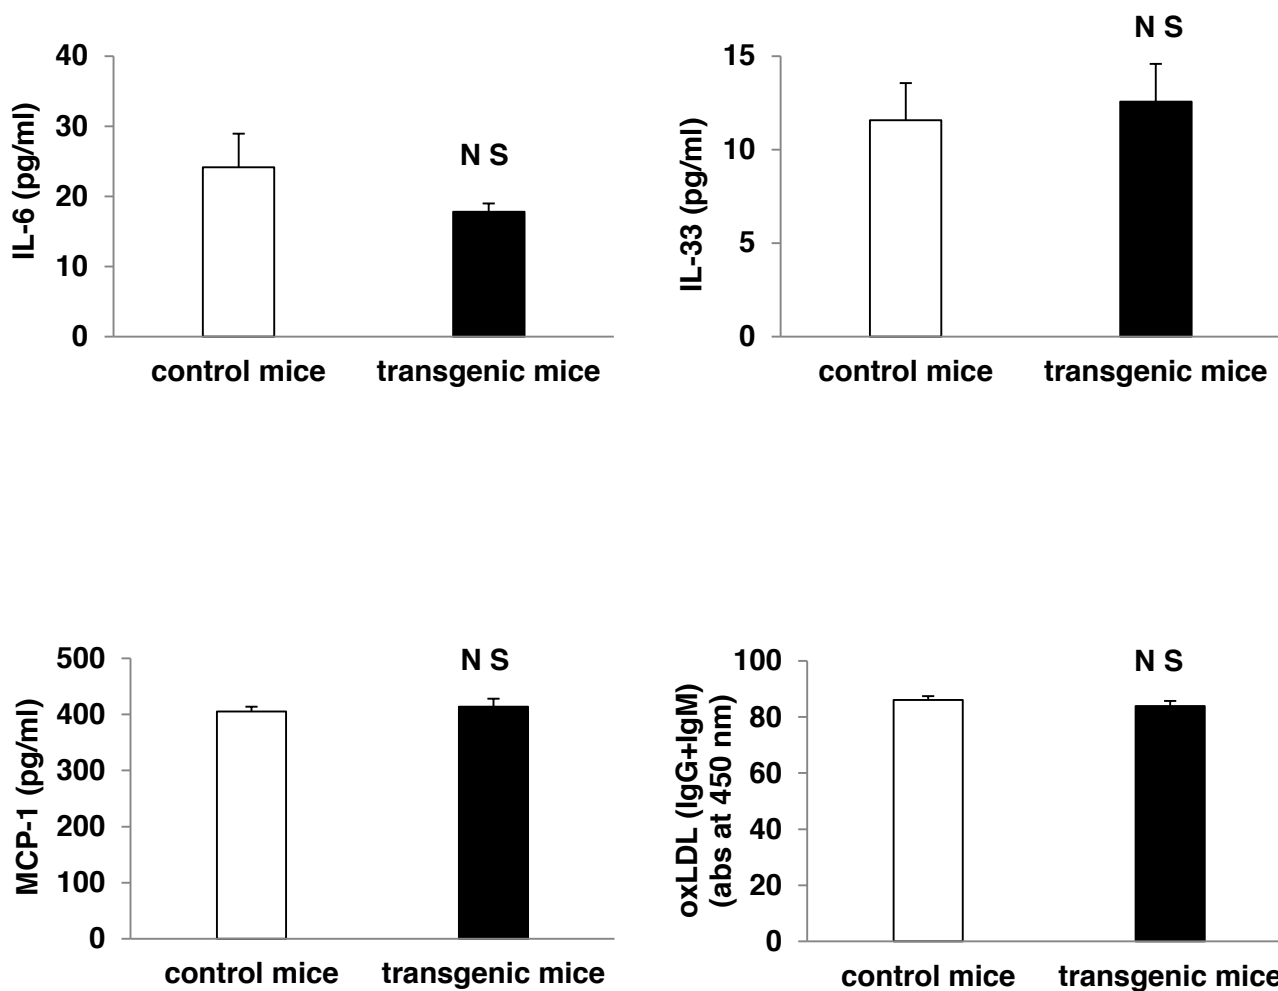 IL-6 (pg/ml)
40
30
20
10
0
N S
control mice
transgenic mice
IL-33 (pg/ml)
15
10
5
0
N S
control mice
transgenic mice
MCP-1 (pg/ml)
500
400
300
200
100
0
N S
control mice
transgenic mice
oxLDL (IgG+IgM)
(abs at 450 nm)
100
80
60
40
20
0
N S
control mice
transgenic mice